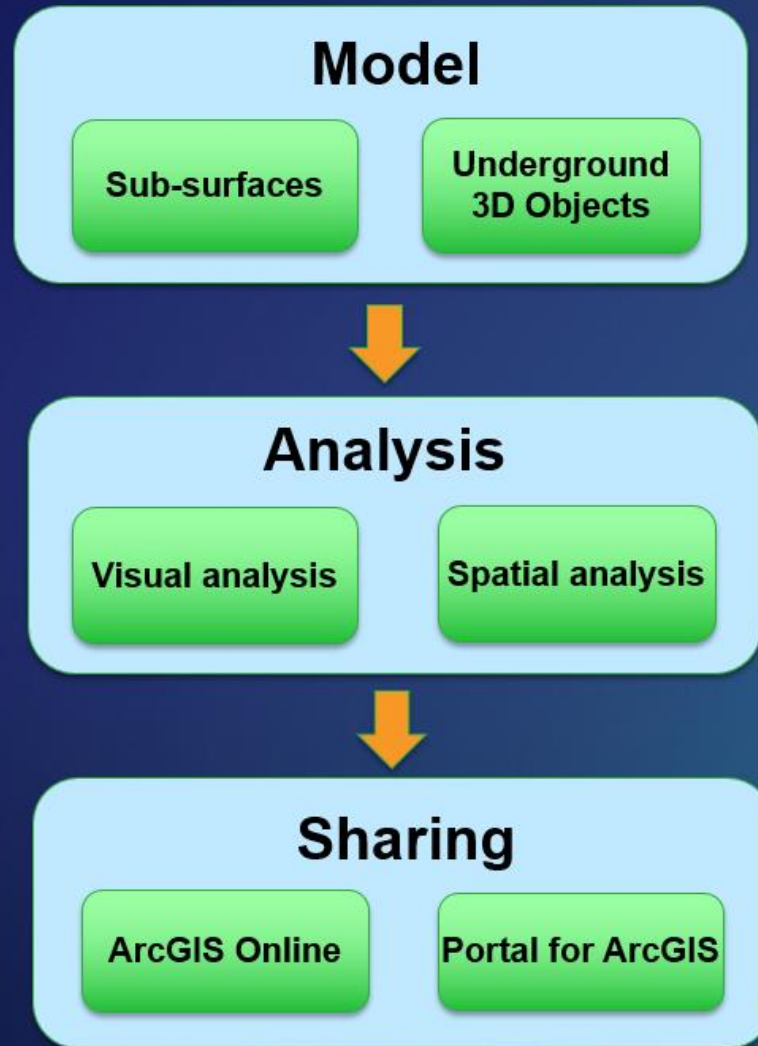 Model
Sub-surfaces
Underground
3D Objects
Analysis
Visual analysis
Spatial analysis
Sharing
ArcGIS Online
Portal for ArcGIS